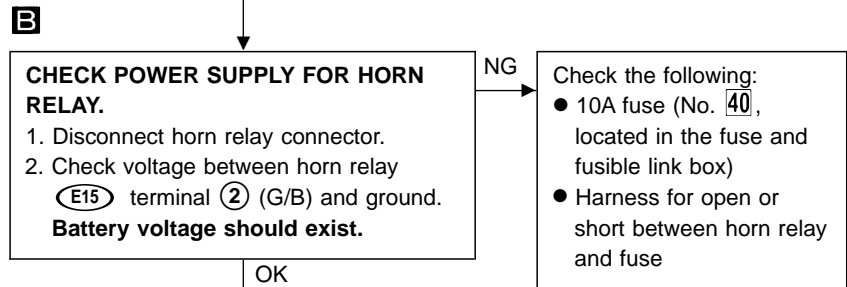 B
CHECK POWER SUPPLY FOR HORN
RELAY.
1. Disconnect horn relay connector.
2. Check voltage between horn relay
E15 terminal 2 (G/B) and ground.
Battery voltage should exist.
OK
NG
Check the following:
● 10A fuse (No. 40,
located in the fuse and
fusible link box)
● Harness for open or
short between horn relay
and fuse